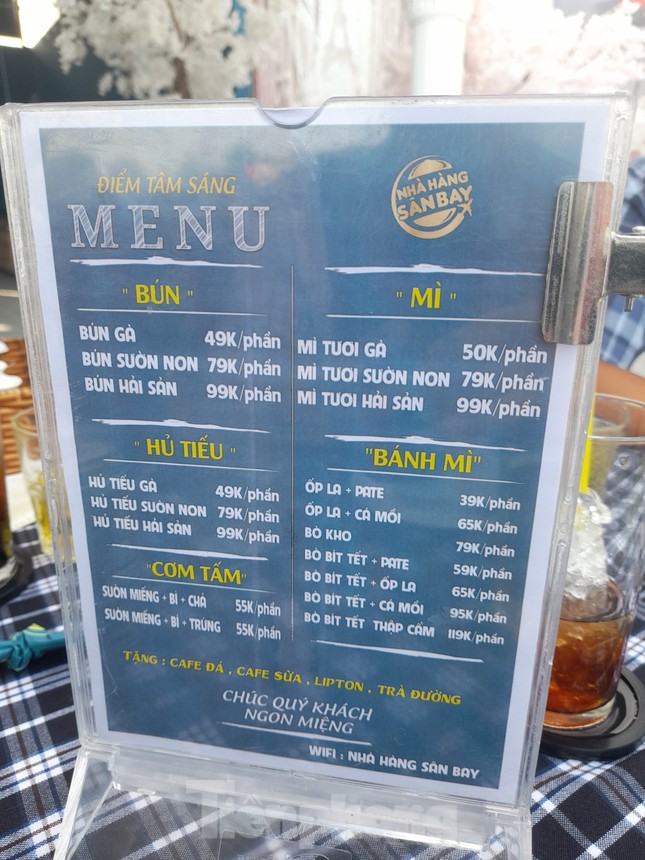 ĐIỂM TÂM SÁNG
MENU
NHÀ HÀNG
SÂN BAY
" BÚN "
BÚN GÀ 49K/phần
BÚN SƯỜN NON 79K/phần
BÚN HẢI SẢN 99K/phần
" MÌ "
MÌ TƯƠI GÀ 50K/phần
MÌ TƯƠI SƯỜN NON 79K/phần
MÌ TƯƠI HẢI SẢN 99K/phần
" HỦ TIẾU "
HỦ TIẾU GÀ 49K/phần
HỦ TIẾU SƯỜN NON 79K/phần
HỦ TIẾU HẢI SẢN 99K/phần
"BÁNH MÌ"
ỐP LA + PATE 39K/phần
ỐP LA + CÁ MỒI 65K/phần
BÒ KHO 79K/phần
BÒ BÍT TẾT + PATE 59K/phần
BÒ BÍT TẾT + ỐP LA 65K/phần
BÒ BÍT TẾT + CÁ MỒI 95K/phần
BÒ BÍT TẾT THẬP CẨM 119K/phần
"CƠM TẤM"
SƯỜN MIẾNG + BÌ + CHẢ 55K/phần
SƯỜN MIẾNG + BÌ + TRỨNG 55K/phần
TẶNG : CAFE ĐÁ , CAFE SỮA , LIPTON , TRÀ ĐƯỜNG
CHÚC QUÝ KHÁCH
NGON MIỆNG
WIFI : NHÀ HÀNG SÂN BAY
Tiền phong